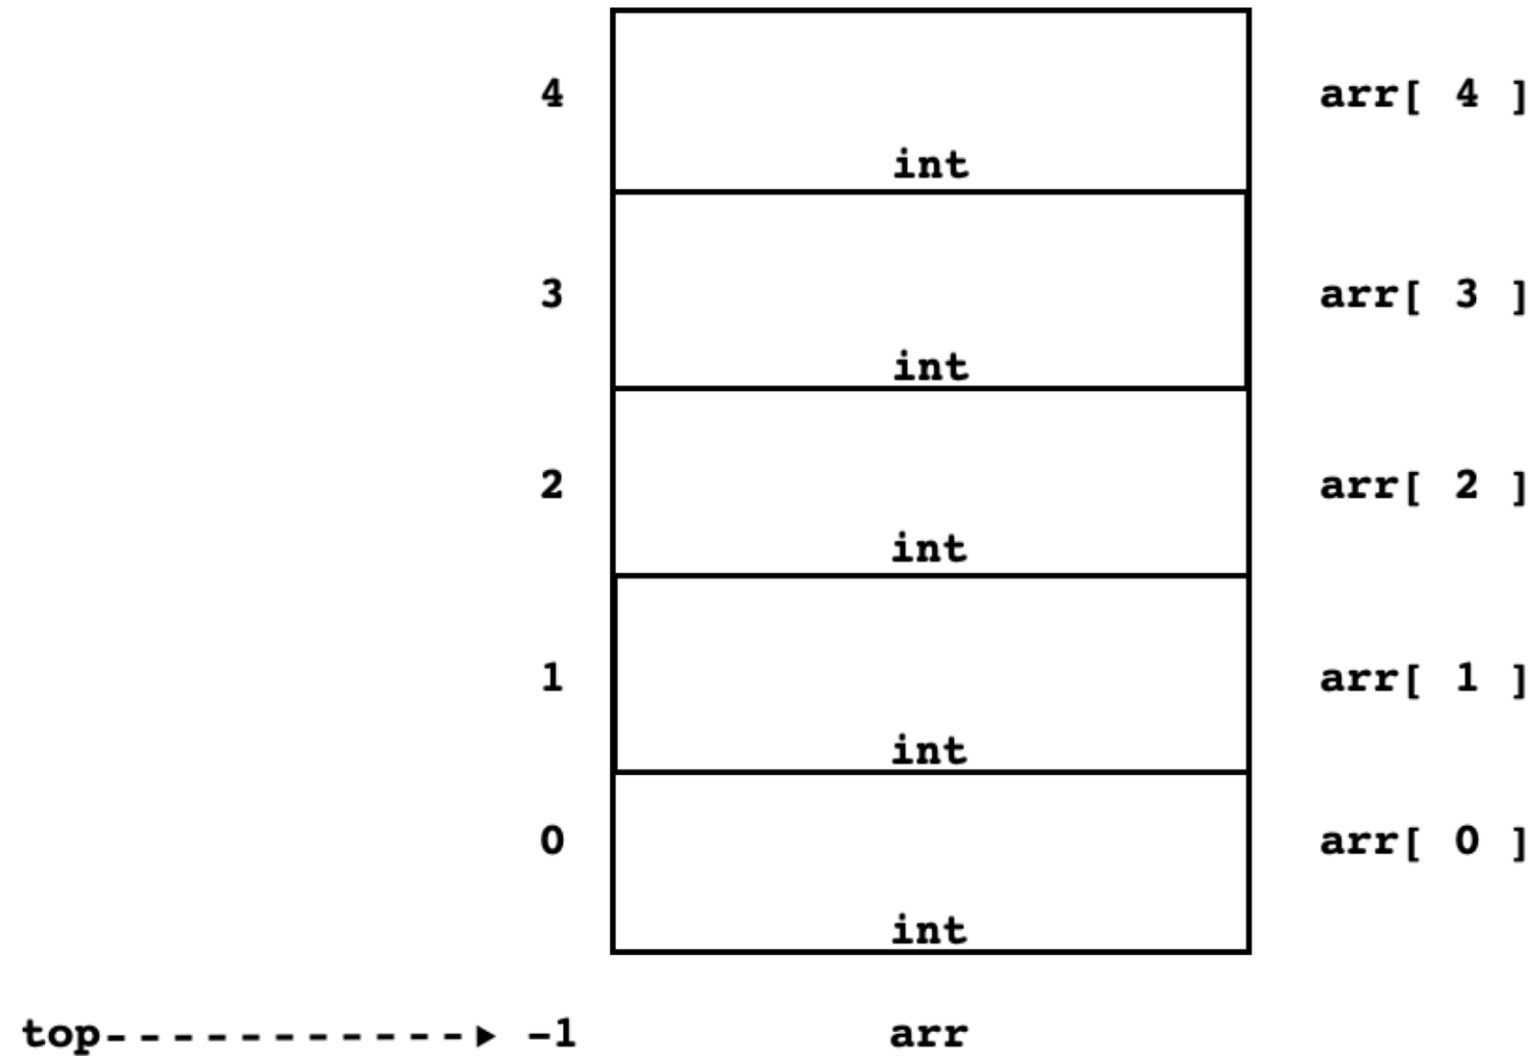 4 arr[ 4 ]
int
3 arr[ 3 ]
int
2 arr[ 2 ]
int
1 arr[ 1 ]
int
0 arr[ 0 ]
int
top -1 arr